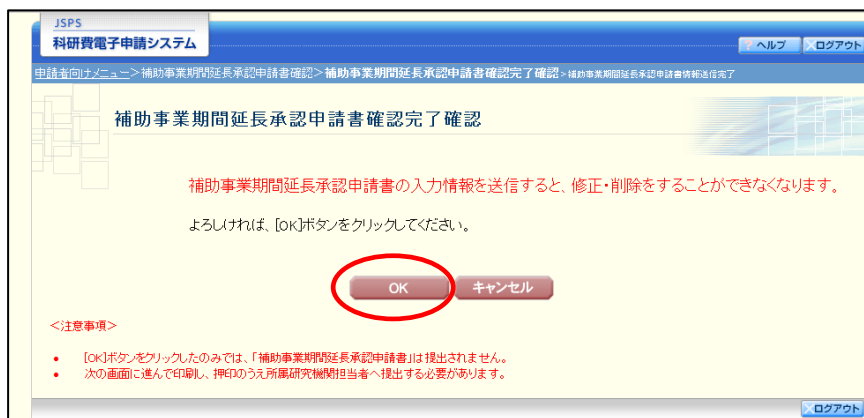 JSPS
科研費電子申請システム
? ヘルプ ×ログアウト
申請者向けメニュー>補助事業期間延長承認申請書確認>補助事業期間延長承認申請書確認完了確認>補助事業期間延長承認申請書情報送信完了
補助事業期間延長承認申請書確認完了確認
補助事業期間延長承認申請書の入力情報を送信すると、修正・削除をすることができなくなります。
よろしければ、[OK]ボタンをクリックしてください。
OK キャンセル
<注意事項>
• [OK]ボタンをクリックしたのみでは、「補助事業期間延長承認申請書」は提出されません。
• 次の画面に進んで印刷し、押印のうえ所属研究機関担当者へ提出する必要があります。
×ログアウト